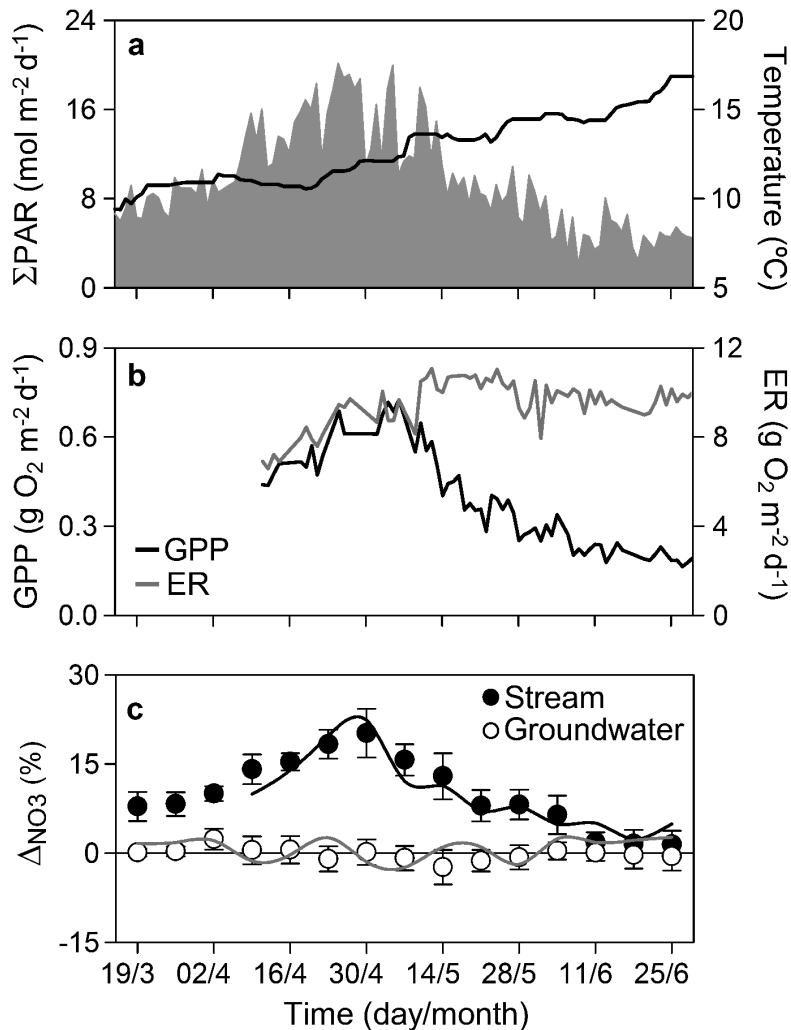 a
24
16
8
0
ΣPAR (mol m-2 d-1)
20
15
10
5
Temperature (ºC)
b
0.9
0.6
0.3
0.0
GPP (g O2 m-2 d-1)
12
8
4
0
ER (g O2 m-2 d-1)
GPP
ER
c
30
15
0
-15
ΔNO3 (%)
Stream
Groundwater
19/3 02/4 16/4 30/4 14/5 28/5 11/6 25/6
Time (day/month)